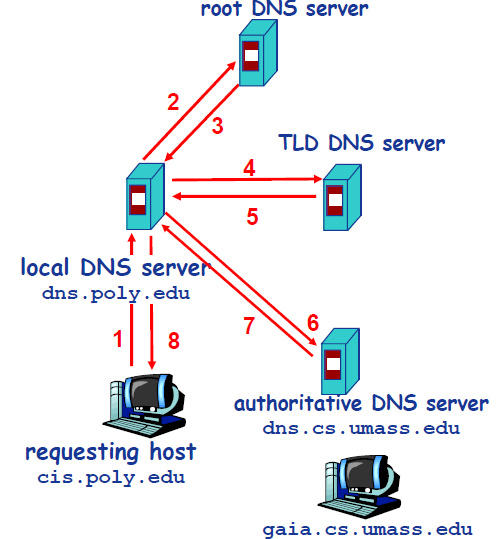 root DNS server
2
3
TLD DNS server
4
5
local DNS server
dns.poly.edu
6
7
1
8
authoritative DNS server
dns.cs.umass.edu
requesting host
cis.poly.edu
gaia.cs.umass.edu